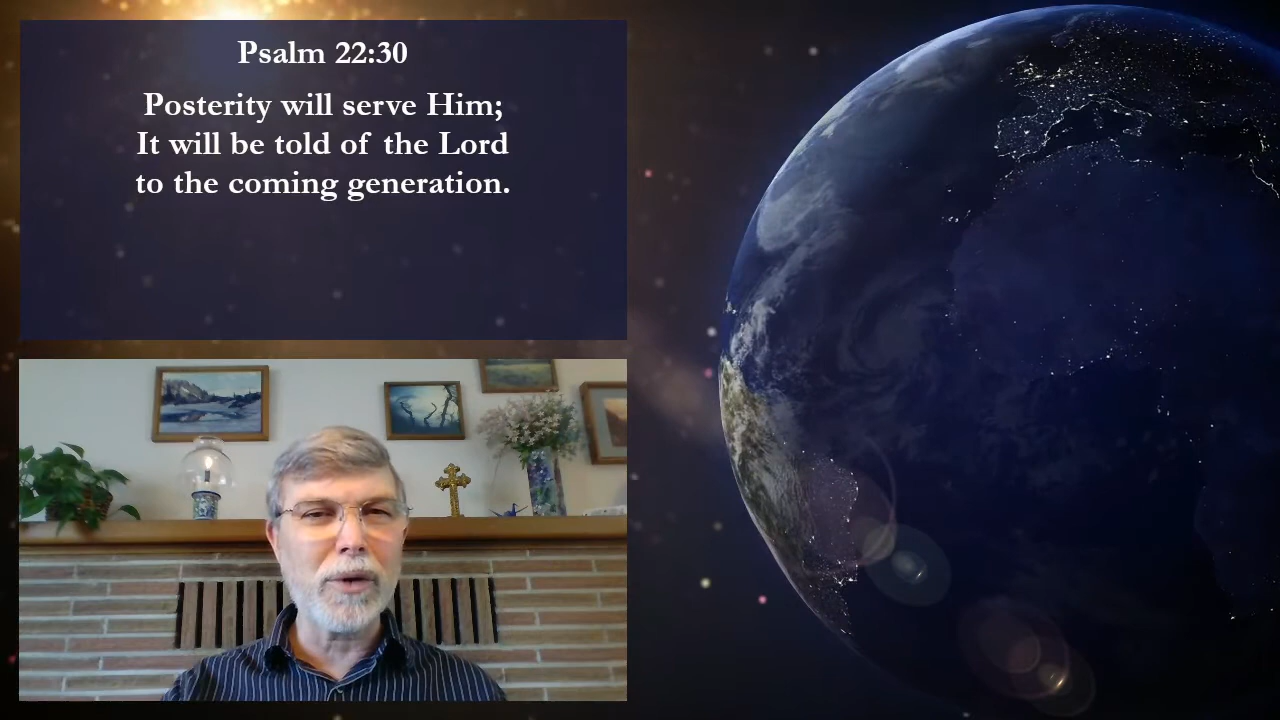 Psalm 22:30
Posterity will serve Him;
It will be told of the Lord
to the coming generation.